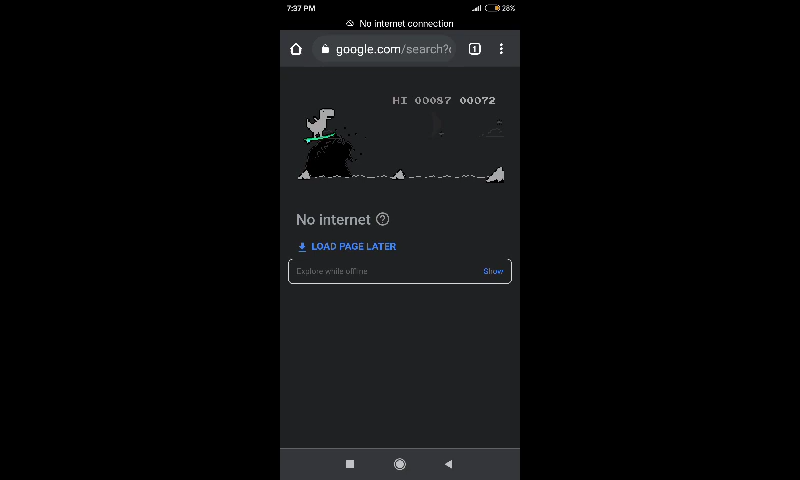 7:37 PM 28%
No internet connection
google.com/search?
1
HI 00087 00072
No internet ?
LOAD PAGE LATER
Explore while offline Show